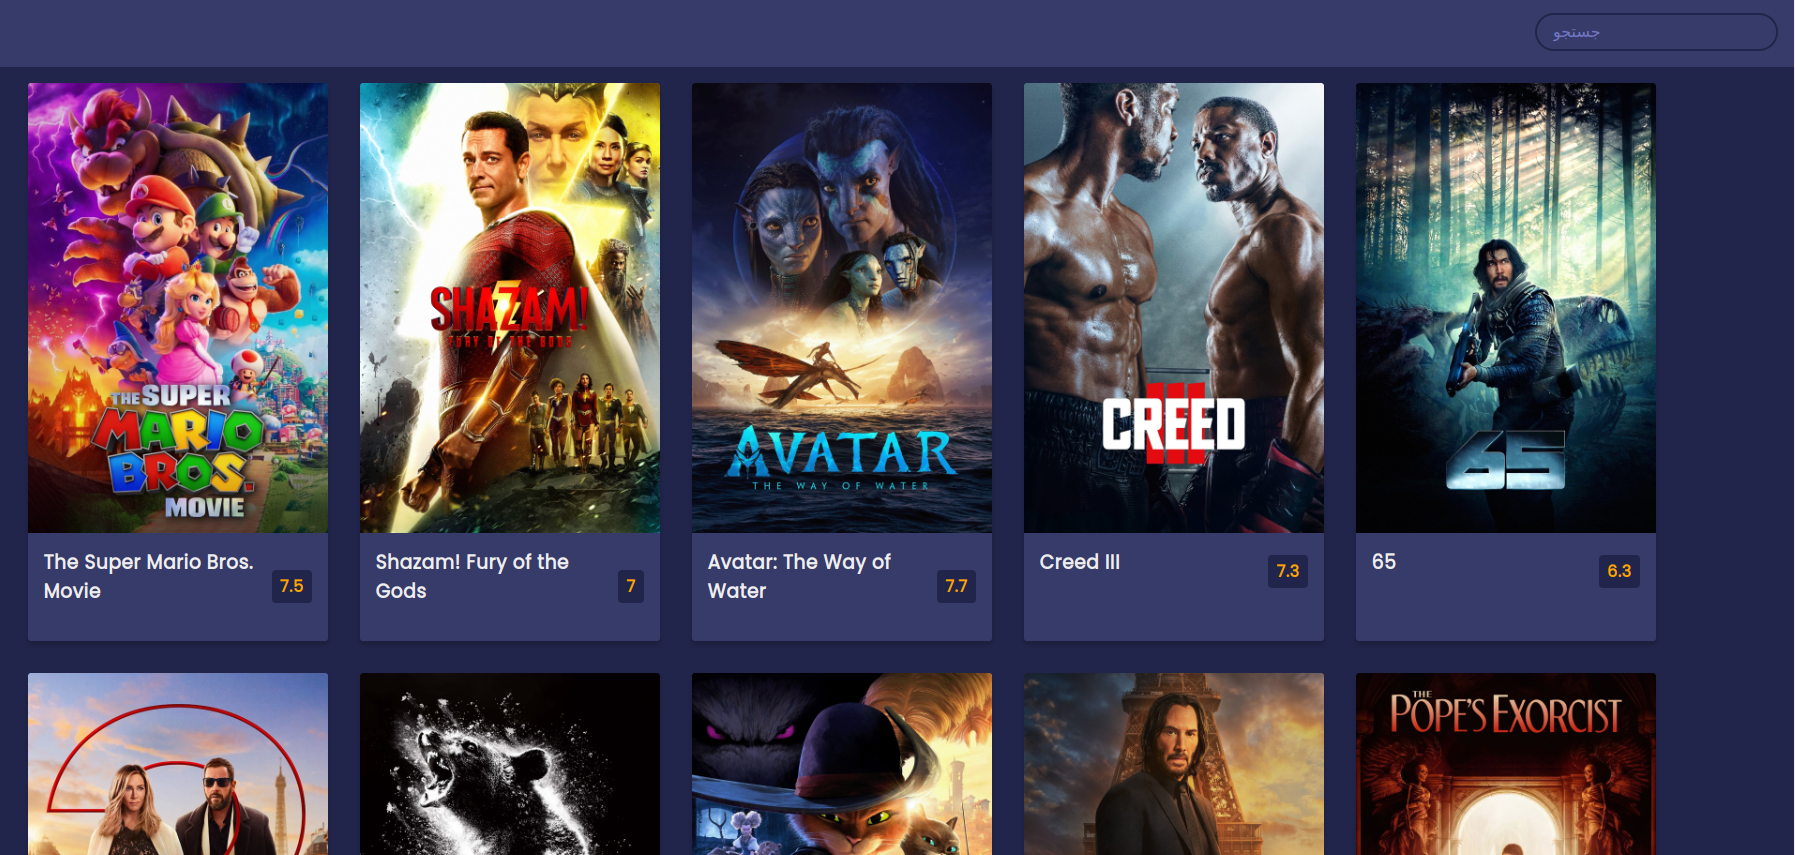 جستجو
THE SUPER
MARIO
BROS.
MOVIE
SHAZAM!
FURY OF THE GODS
AVATAR
THE WAY OF WATER
CREED
III
65
The Super Mario Bros.
Movie
7.5
Shazam! Fury of the
Gods
7
Avatar: The Way of
Water
7.7
Creed III
7.3
65
6.3
THE
POPE'S EXORCIST